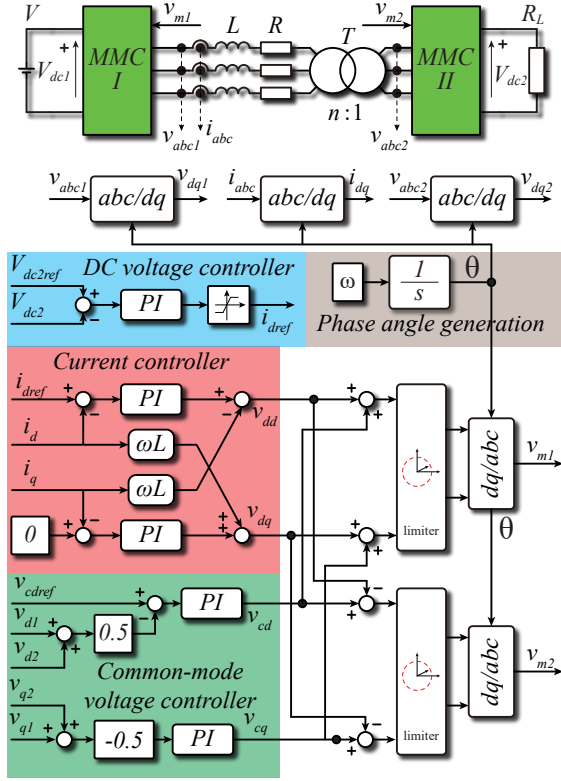 V
v_m1
L
R
T
v_m2
R_L
V_dc1
MMC I
MMC II
V_dc2
v_abc1
i_abc
n:1
v_abc2
v_abc1
abc/dq
v_dq1
i_abc
abc/dq
i_dq
v_abc2
abc/dq
v_dq2
V_dc2ref
DC voltage controller
V_dc2
+
-
PI
i_dref
ω
1
s
θ
Phase angle generation
Current controller
i_dref
+
-
PI
+
-
v_dd
+
+
i_d
ωL
i_q
ωL
v_dq
0
+
-
PI
+
+
+
+
limiter
dq/abc
v_m1
θ
v_cdref
v_d1
v_d2
+
+
0.5
+
-
PI
v_cd
+
-
Common-mode
voltage controller
v_q2
v_q1
+
+
-0.5
PI
v_cq
+
-
limiter
dq/abc
v_m2